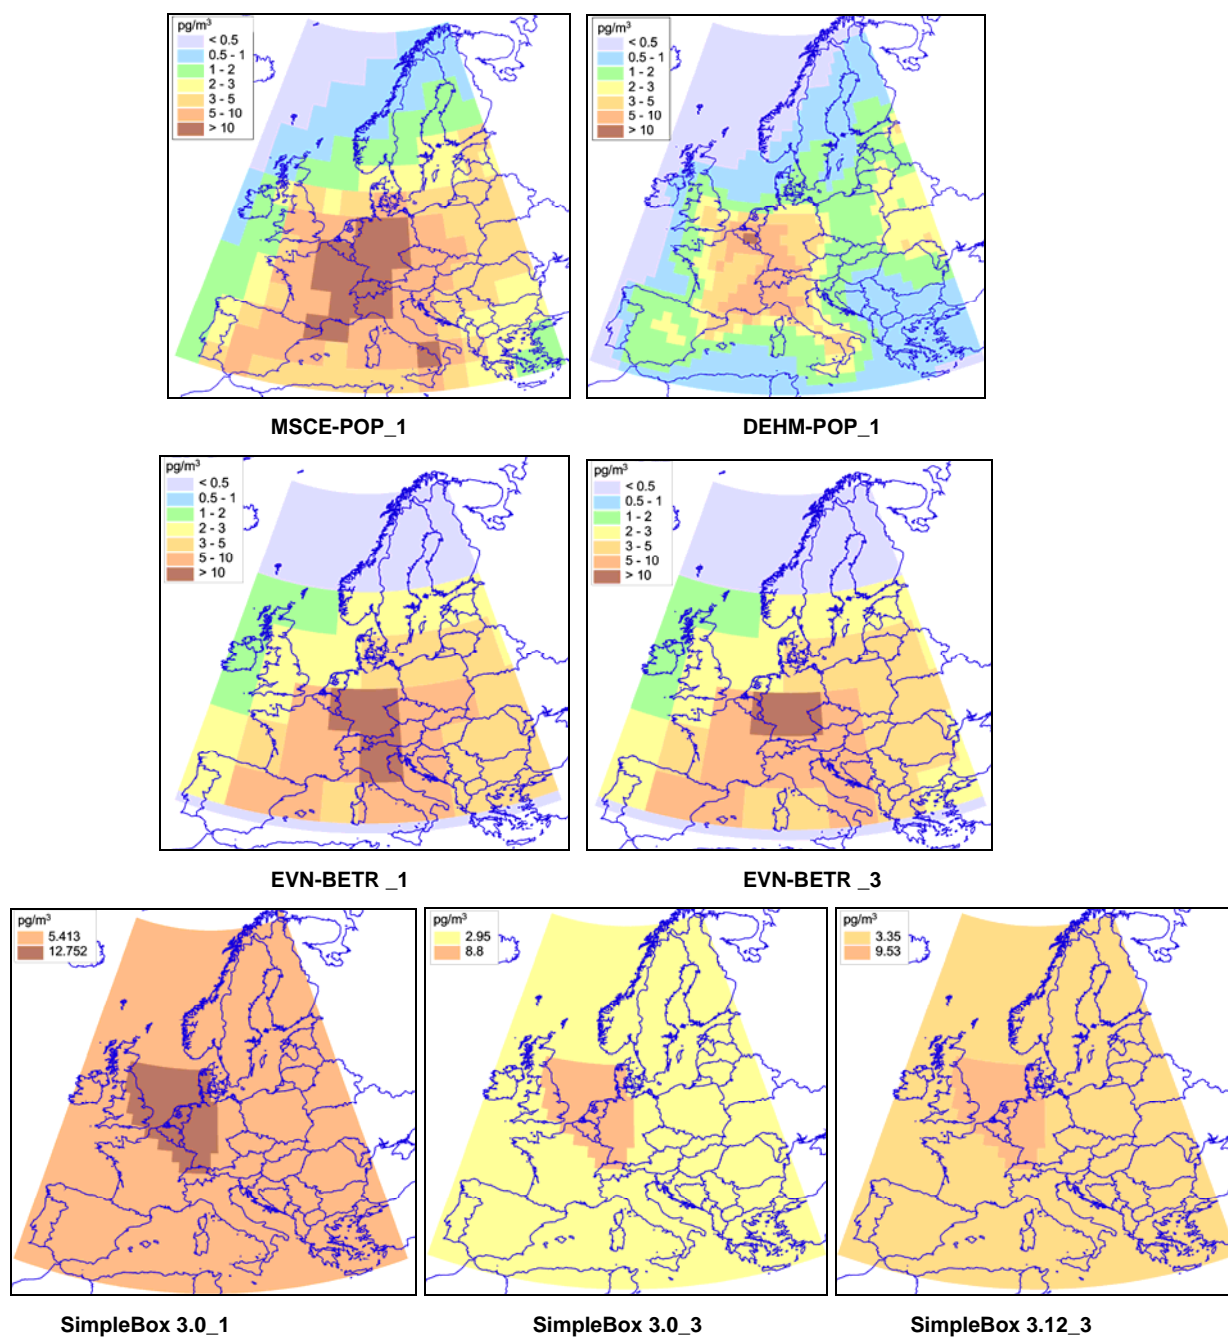 pg/m³
< 0.5
0.5 - 1
1 - 2
2 - 3
3 - 5
5 - 10
> 10
pg/m³
< 0.5
0.5 - 1
1 - 2
2 - 3
3 - 5
5 - 10
> 10
MSCE-POP_1
DEHM-POP_1
pg/m³
< 0.5
0.5 - 1
1 - 2
2 - 3
3 - 5
5 - 10
> 10
pg/m³
< 0.5
0.5 - 1
1 - 2
2 - 3
3 - 5
5 - 10
> 10
EVN-BETR _1
EVN-BETR _3
pg/m³
5.413
12.752
pg/m³
2.95
8.8
pg/m³
3.35
9.53
SimpleBox 3.0_1
SimpleBox 3.0_3
SimpleBox 3.12_3